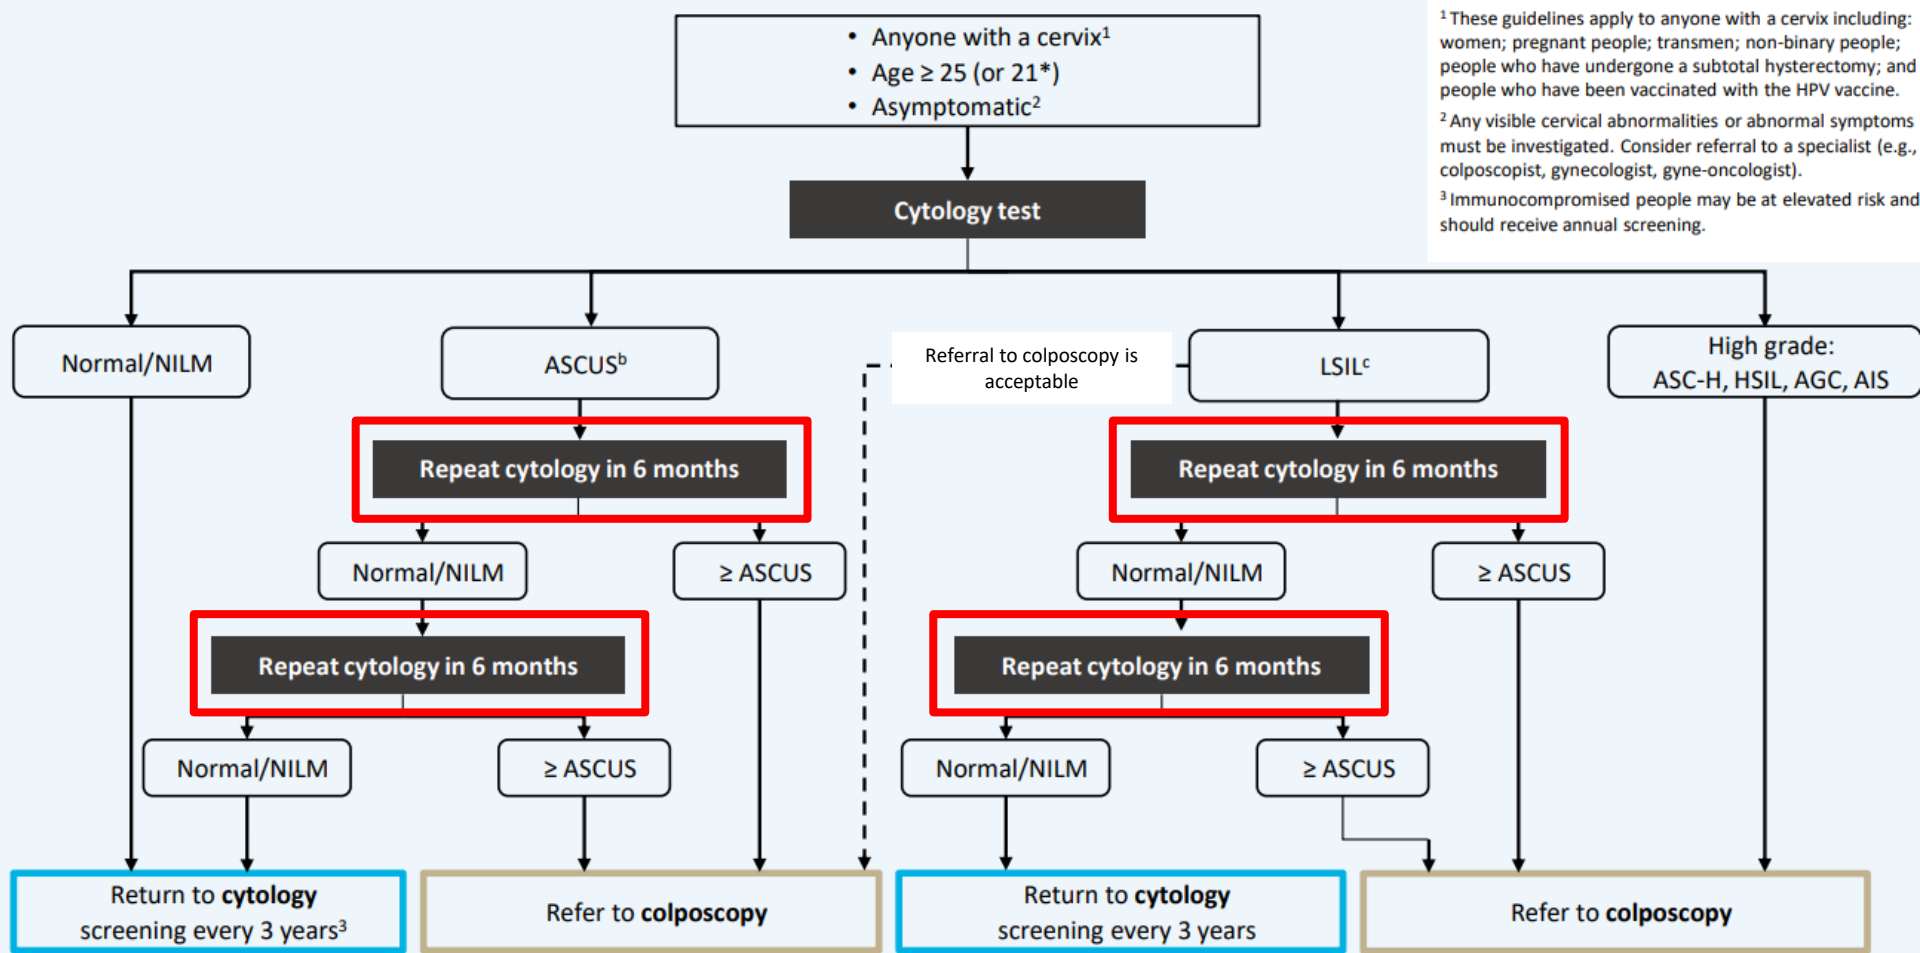 • Anyone with a cervix¹
• Age ≥ 25 (or 21*)
• Asymptomatic²
¹ These guidelines apply to anyone with a cervix including:
women; pregnant people; transmen; non-binary people;
people who have undergone a subtotal hysterectomy; and
people who have been vaccinated with the HPV vaccine.
² Any visible cervical abnormalities or abnormal symptoms
must be investigated. Consider referral to a specialist (e.g.,
colposcopist, gynecologist, gyne-oncologist).
³ Immunocompromised people may be at elevated risk and
should receive annual screening.
Cytology test
Normal/NILM
ASCUSᵇ
Referral to colposcopy is
acceptable
LSILᶜ
High grade:
ASC-H, HSIL, AGC, AIS
Repeat cytology in 6 months
Repeat cytology in 6 months
Normal/NILM
≥ ASCUS
Normal/NILM
≥ ASCUS
Repeat cytology in 6 months
Repeat cytology in 6 months
Normal/NILM
≥ ASCUS
Normal/NILM
≥ ASCUS
Return to cytology
screening every 3 years³
Refer to colposcopy
Return to cytology
screening every 3 years
Refer to colposcopy